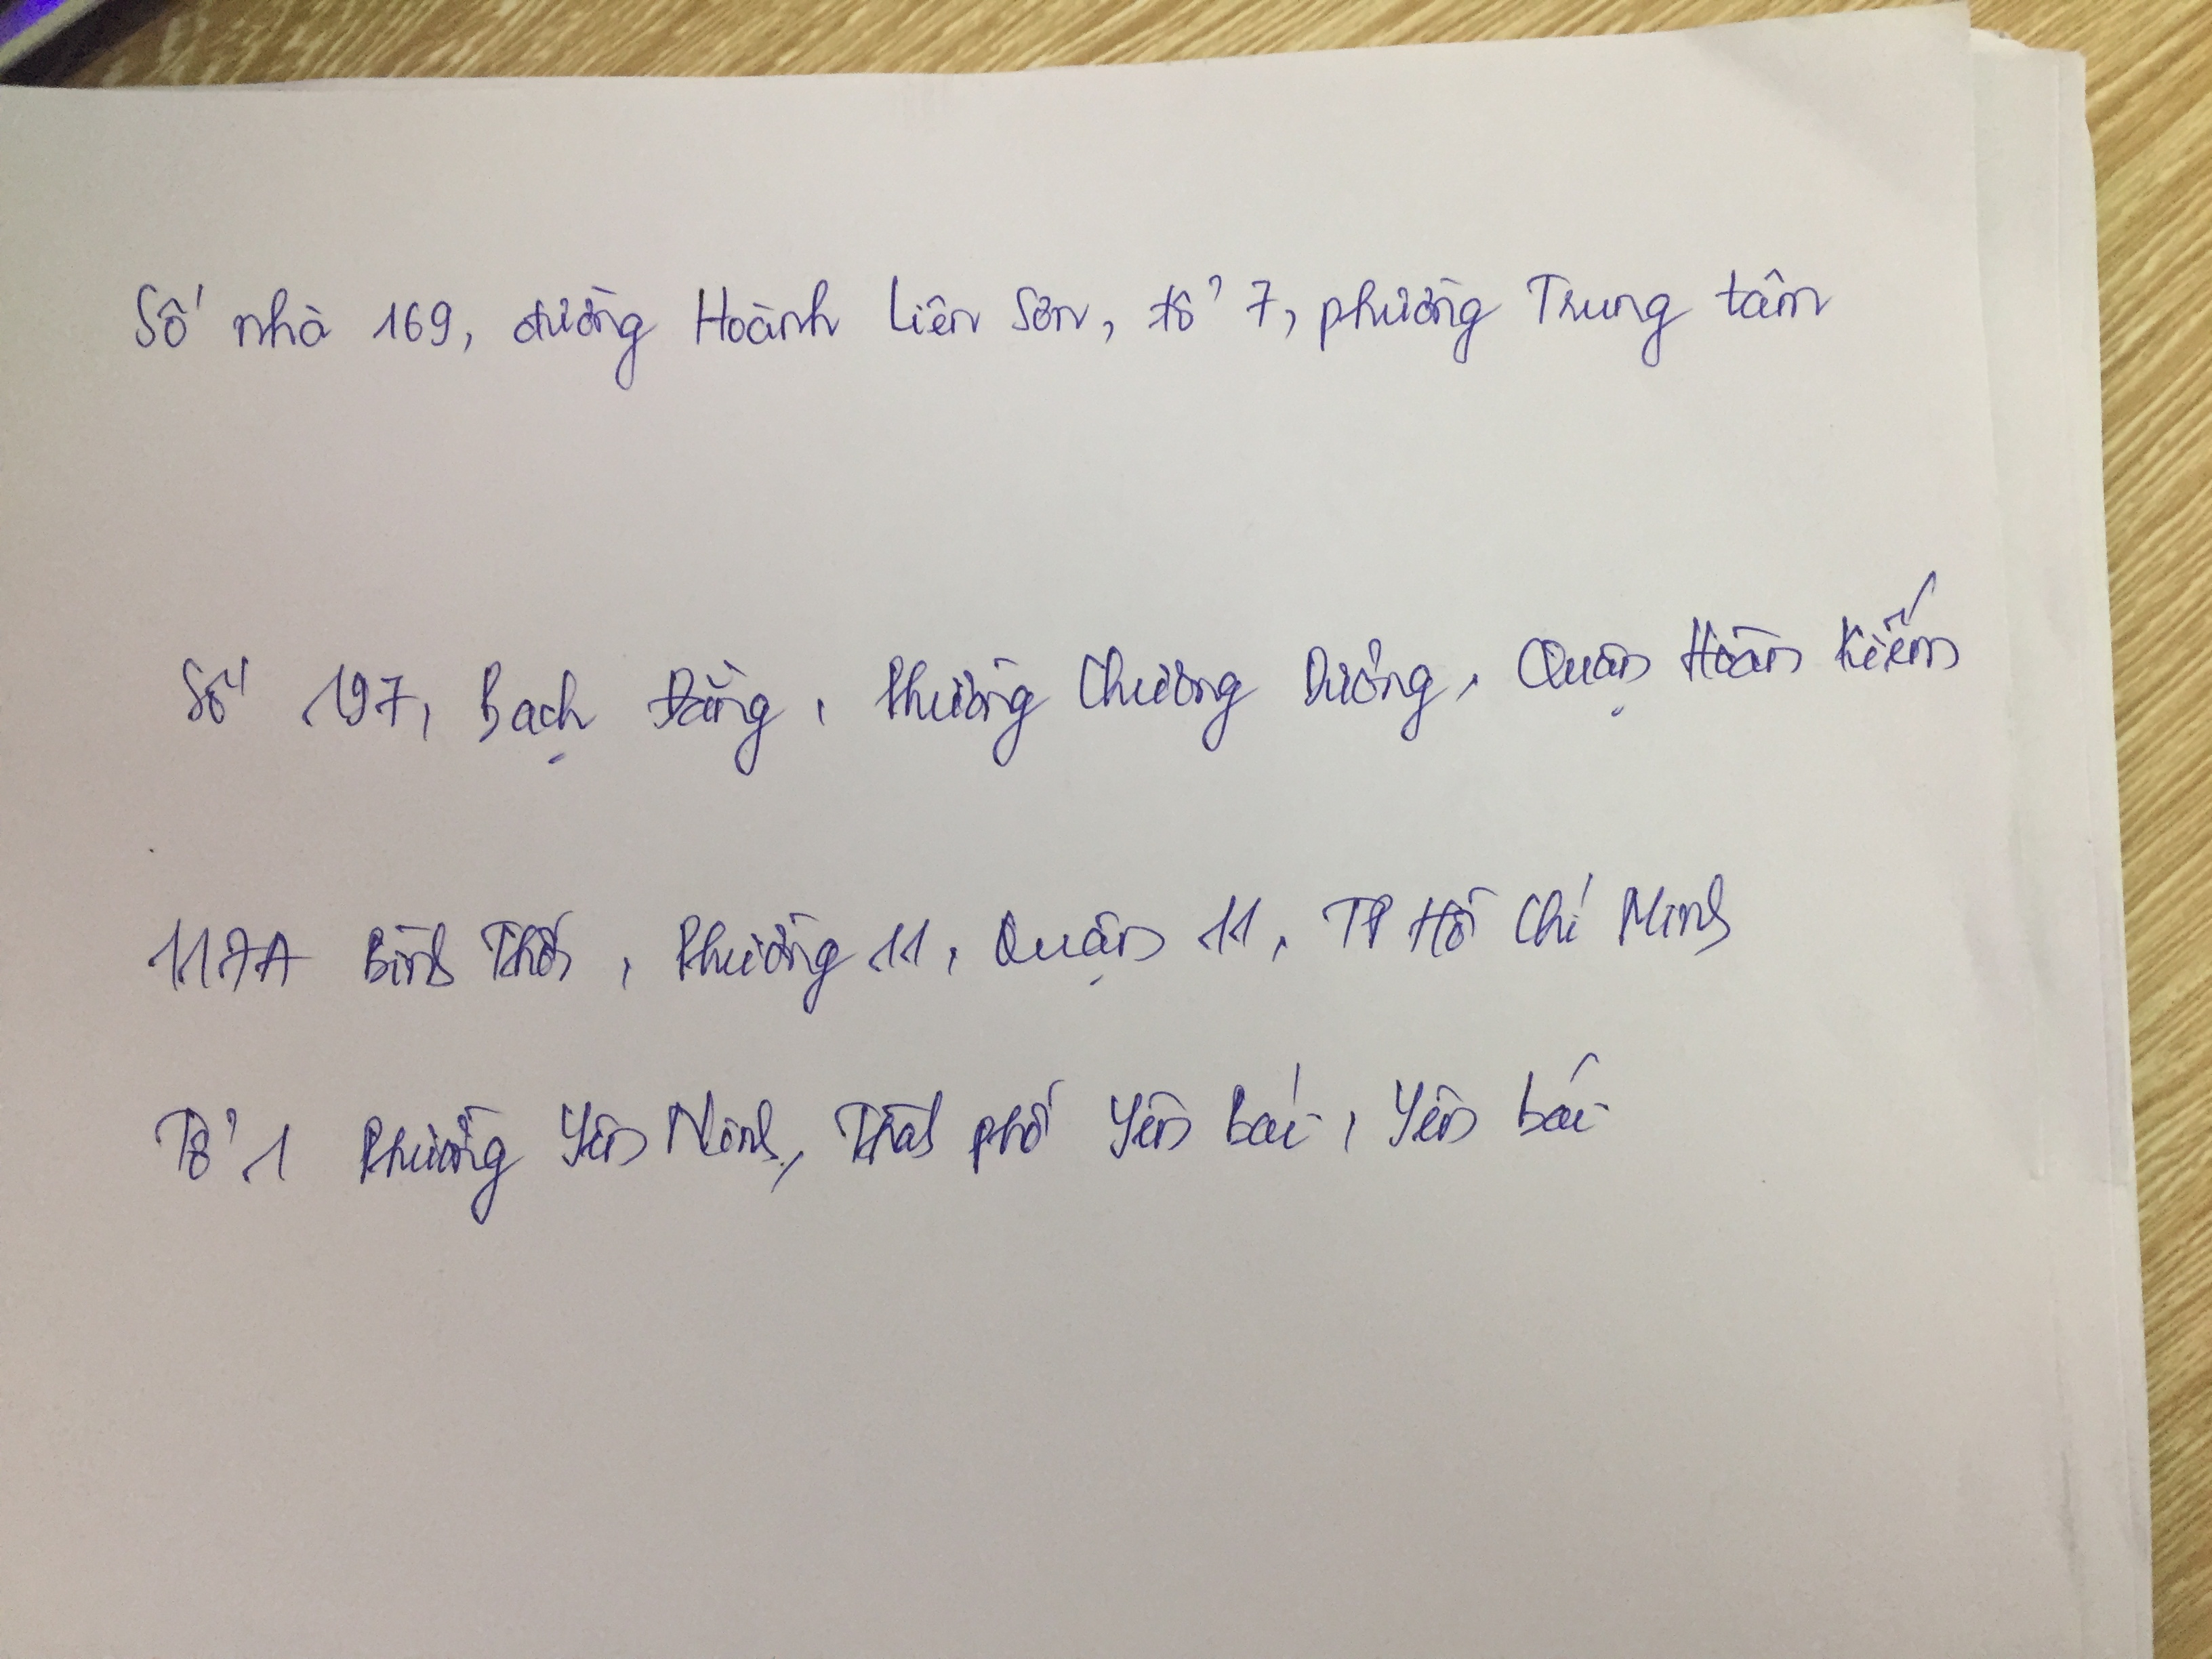 Số nhà 169, đường Hoành Liên Sơn, tổ 7, phường Trung tâm
Số 197, Bạch Đằng, Phường Chương Dương, Quận Hoàn Kiếm
117A Bình Thới, Phường 11, Quận 11, TP Hồ Chí Minh
Tổ 1 Phường Yên Ninh, Thành phố Yên Bái, Yên Bái